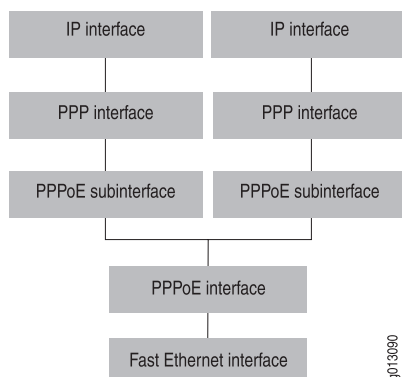 IP interface
IP interface
PPP interface
PPP interface
PPPoE subinterface
PPPoE subinterface
PPPoE interface
Fast Ethernet interface
g013090